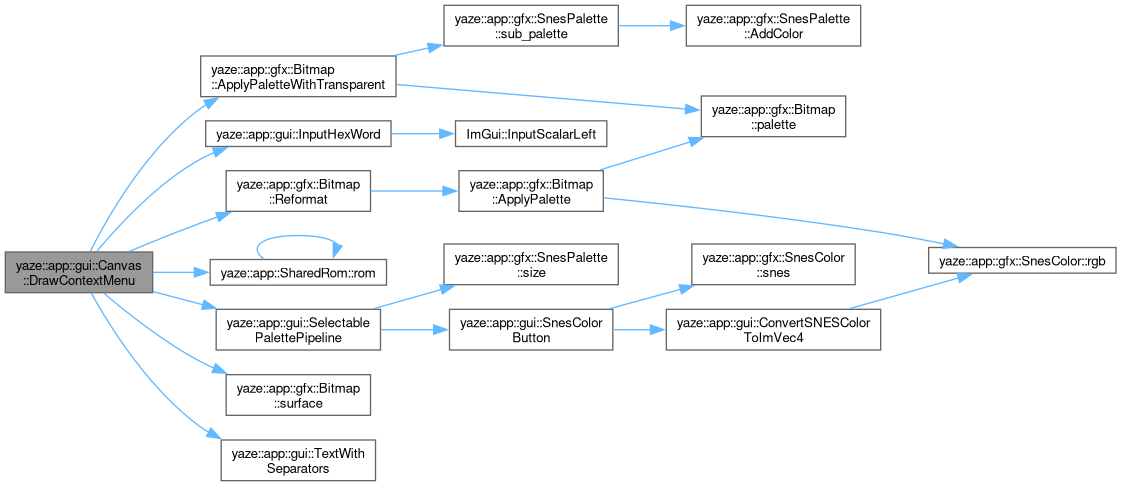 yaze::app::gui::Canvas
::DrawContextMenu
yaze::app::gfx::Bitmap
::ApplyPaletteWithTransparent
yaze::app::gfx::SnesPalette
::sub_palette
yaze::app::gfx::SnesPalette
::AddColor
yaze::app::gfx::Bitmap
::palette
yaze::app::gui::InputHexWord
ImGui::InputScalarLeft
yaze::app::gfx::Bitmap
::Reformat
yaze::app::gfx::Bitmap
::ApplyPalette
yaze::app::gfx::SnesColor::rgb
yaze::app::SharedRom::rom
yaze::app::gui::Selectable
PalettePipeline
yaze::app::gfx::SnesPalette
::size
yaze::app::gui::SnesColor
Button
yaze::app::gfx::SnesColor
::snes
yaze::app::gui::ConvertSNESColor
ToImVec4
yaze::app::gfx::Bitmap
::surface
yaze::app::gui::TextWith
Separators